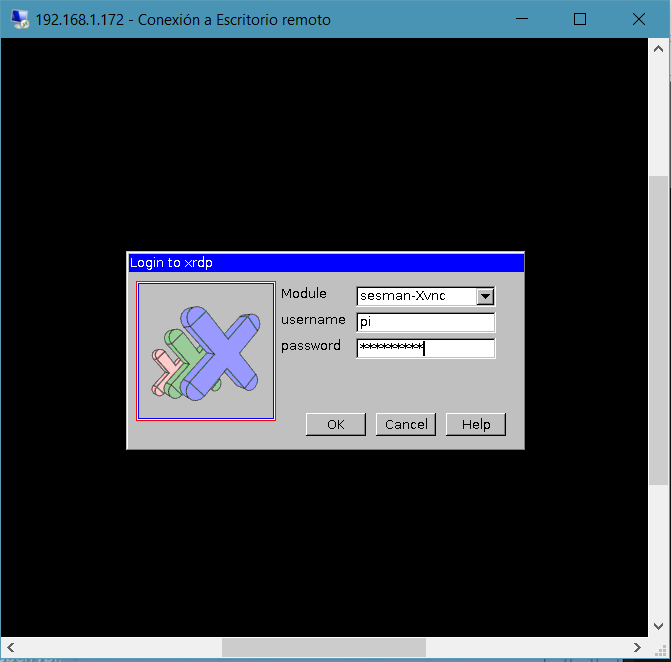 192.168.1.172 - Conexión a Escritorio remoto
Login to xrdp
Module sesman-Xvnc
username pi
password **********
OK Cancel Help